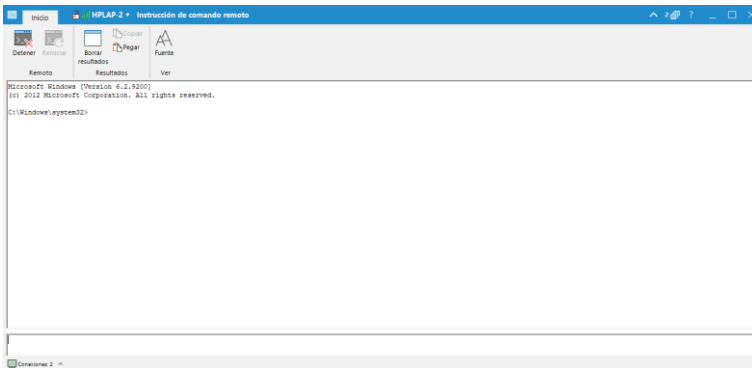 Inicio
HPLAP-2 Instrucción de comando remoto
2
?
Detener
Reiniciar
Borrar resultados
Copiar
Pegar
Fuente
Remoto
Resultados
Ver
Microsoft Windows [Version 6.2.9200]
(c) 2012 Microsoft Corporation. All rights reserved.
C:\Windows\system32>
Conexiones: 2